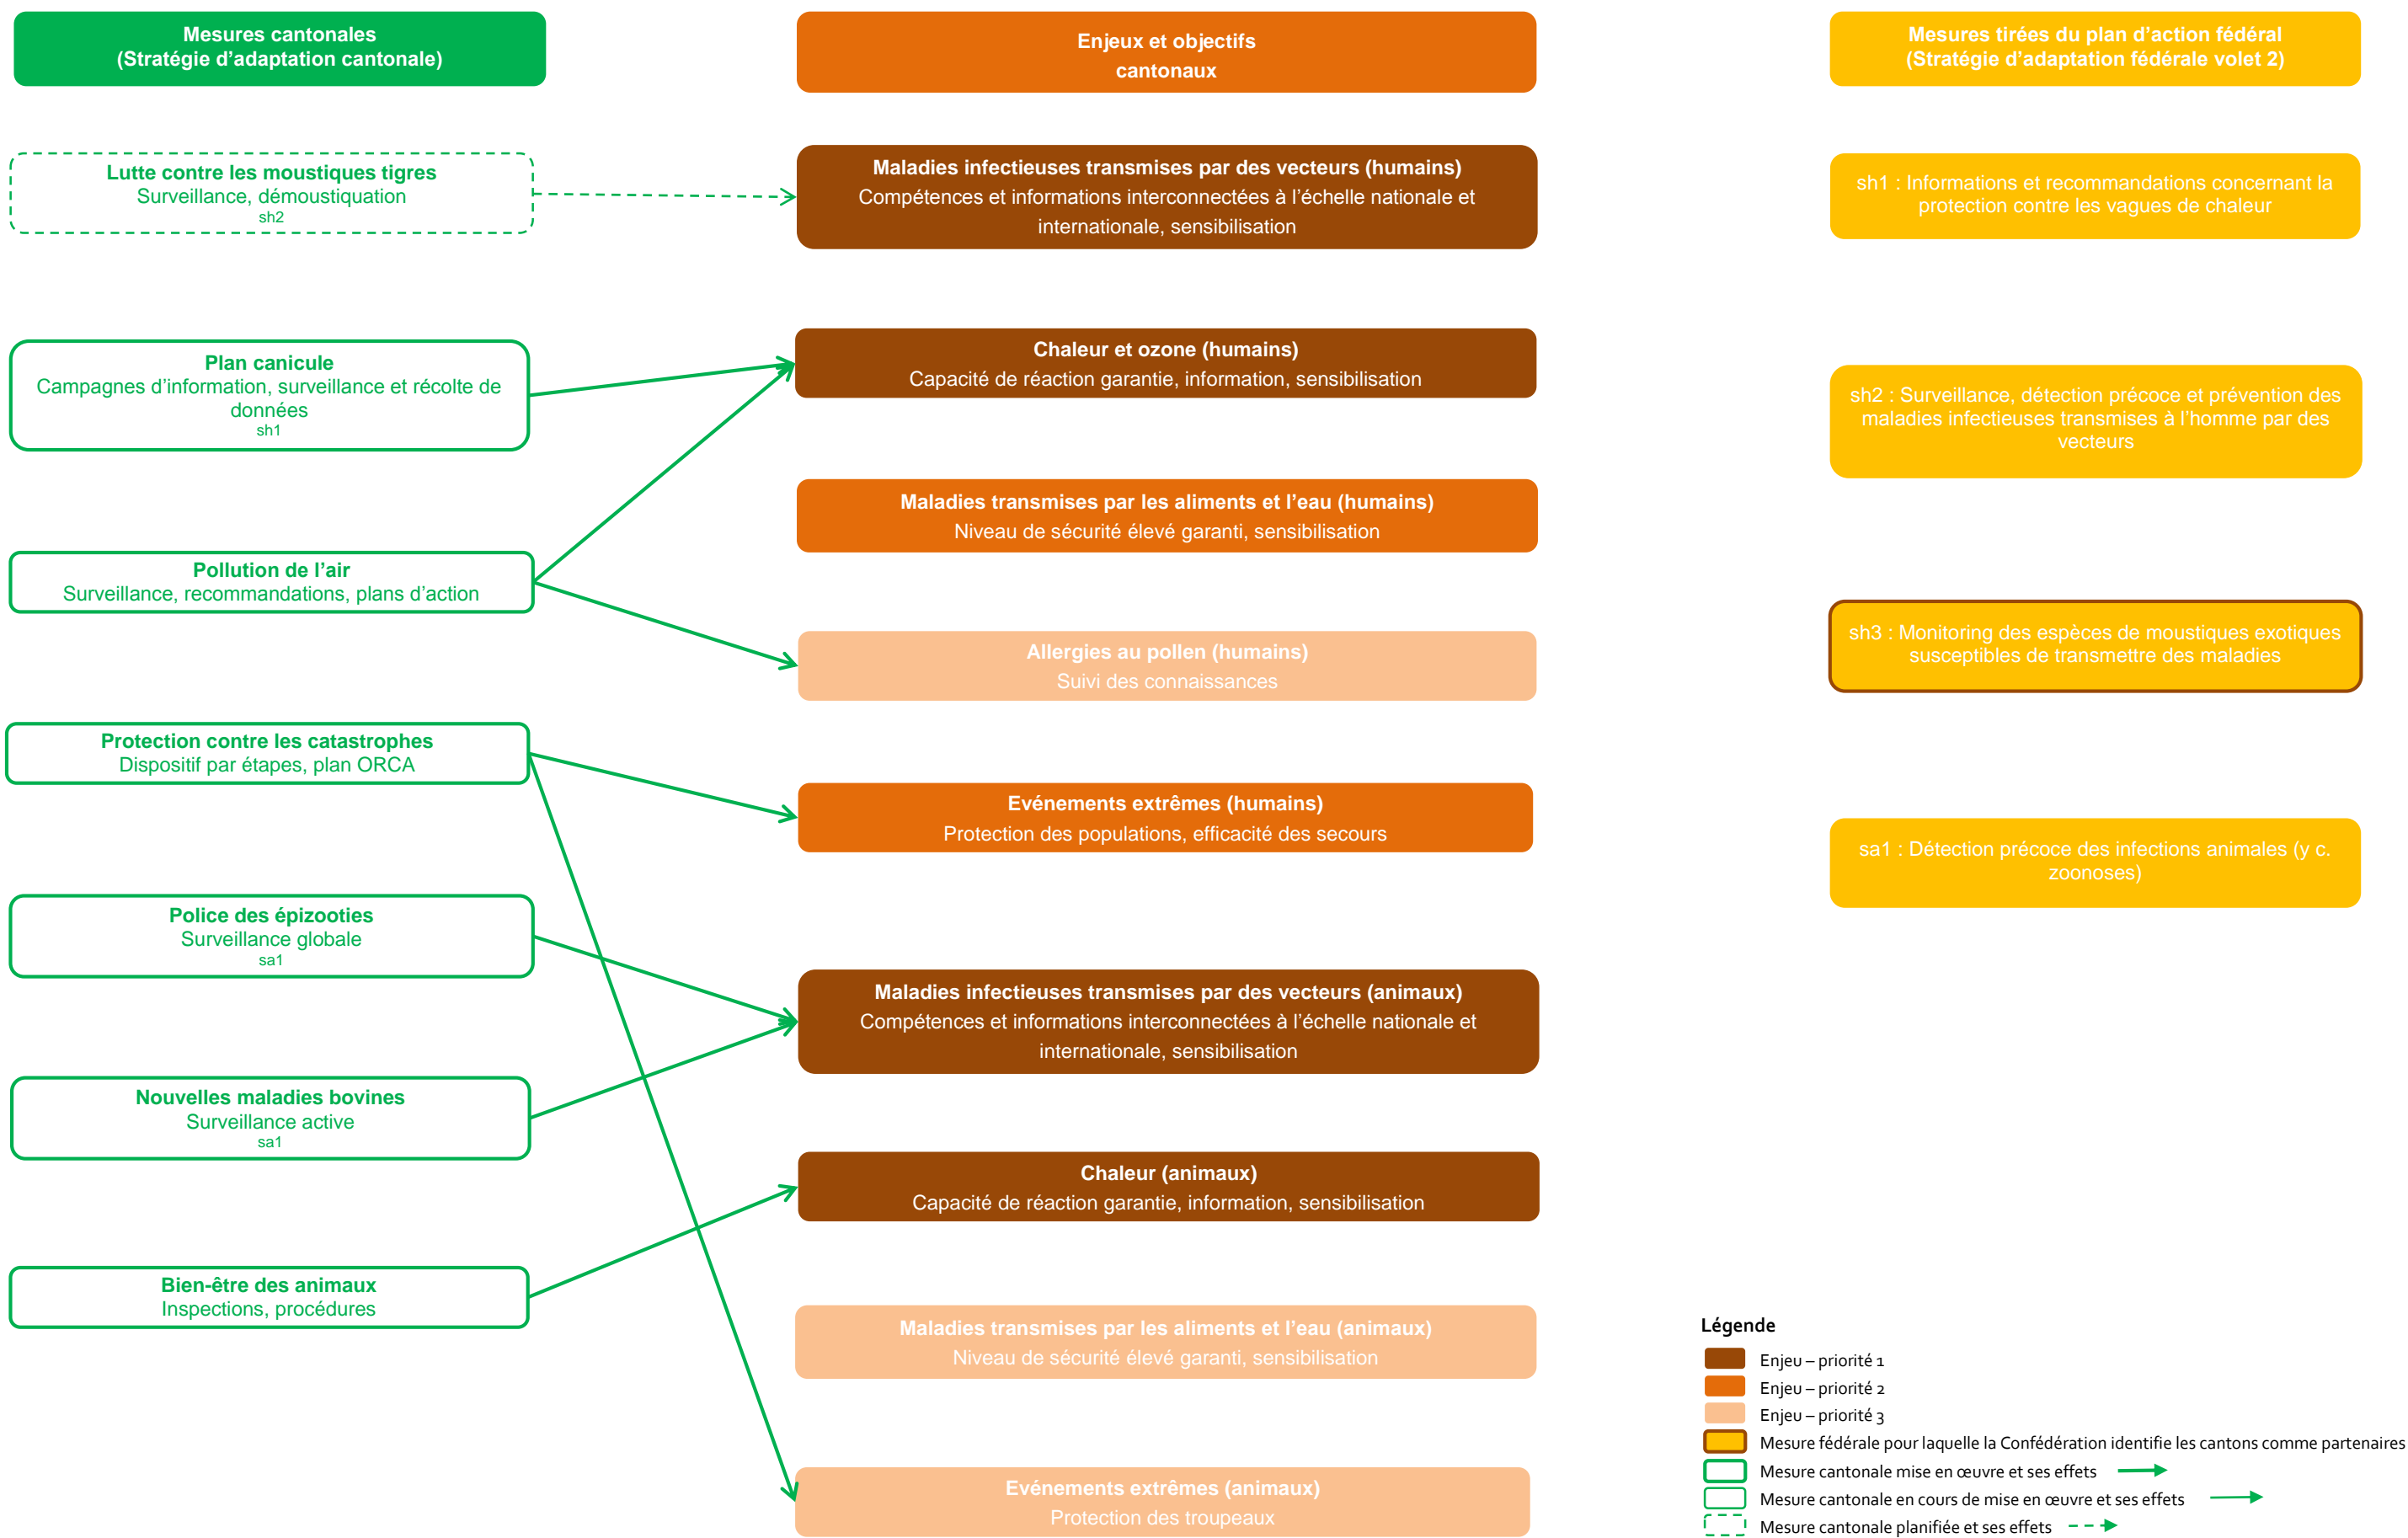 Mesures cantonales
(Stratégie d'adaptation cantonale)
Enjeux et objectifs
cantonaux
Mesures tirées du plan d'action fédéral
(Stratégie d'adaptation fédérale volet 2)
Lutte contre les moustiques tigres
Surveillance, démoustiquation
sh2
Plan canicule
Campagnes d'information, surveillance et récolte de
données
sh1
Pollution de l'air
Surveillance, recommandations, plans d'action
Protection contre les catastrophes
Dispositif par étapes, plan ORCA
Police des épizooties
Surveillance globale
sa1
Nouvelles maladies bovines
Surveillance active
sa1
Bien-être des animaux
Inspections, procédures
Maladies infectieuses transmises par des vecteurs (humains)
Compétences et informations interconnectées à l'échelle nationale et
internationale, sensibilisation
Chaleur et ozone (humains)
Capacité de réaction garantie, information, sensibilisation
Maladies transmises par les aliments et l'eau (humains)
Niveau de sécurité élevé garanti, sensibilisation
Allergies au pollen (humains)
Suivi des connaissances
Evénements extrêmes (humains)
Protection des populations, efficacité des secours
Maladies infectieuses transmises par des vecteurs (animaux)
Compétences et informations interconnectées à l'échelle nationale et
internationale, sensibilisation
Chaleur (animaux)
Capacité de réaction garantie, information, sensibilisation
Maladies transmises par les aliments et l'eau (animaux)
Niveau de sécurité élevé garanti, sensibilisation
Evénements extrêmes (animaux)
Protection des troupeaux
sh1 : Informations et recommandations concernant la
protection contre les vagues de chaleur
sh2 : Surveillance, détection précoce et prévention des
maladies infectieuses transmises à l'homme par des
vecteurs
sh3 : Monitoring des espèces de moustiques exotiques
susceptibles de transmettre des maladies
sa1 : Détection précoce des infections animales (y c.
zoonoses)
Légende
Enjeu – priorité 1
Enjeu – priorité 2
Enjeu – priorité 3
Mesure fédérale pour laquelle la Confédération identifie les cantons comme partenaires
Mesure cantonale mise en œuvre et ses effets
Mesure cantonale en cours de mise en œuvre et ses effets
Mesure cantonale planifiée et ses effets